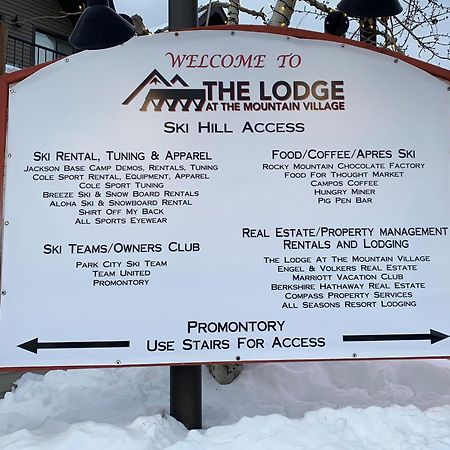 WELCOME TO
THE LODGE
AT THE MOUNTAIN VILLAGE
SKI HILL ACCESS
SKI RENTAL, TUNING & APPAREL
JACKSON BASE CAMP DEMOS, RENTALS, TUNING
COLE SPORT RENTAL, EQUIPMENT, APPAREL
COLE SPORT TUNING
BREEZE SKI & SNOW BOARD RENTALS
ALOHA SKI & SNOWBOARD RENTAL
SHIRT OFF MY BACK
ALL SPORTS EYEWEAR
SKI TEAMS/OWNERS CLUB
PARK CITY SKI TEAM
TEAM UNITED
PROMONTORY
FOOD/COFFEE/APRES SKI
ROCKY MOUNTAIN CHOCOLATE FACTORY
FOOD FOR THOUGHT MARKET
CAMPOS COFFEE
HUNGRY MINER
PIG PEN BAR
REAL ESTATE/PROPERTY MANAGEMENT
RENTALS AND LODGING
THE LODGE AT THE MOUNTAIN VILLAGE
ENGEL & VOLKERS REAL ESTATE
MARRIOTT VACATION CLUB
BERKSHIRE HATHAWAY REAL ESTATE
COMPASS PROPERTY SERVICES
ALL SEASONS RESORT LODGING
PROMONTORY
USE STAIRS FOR ACCESS